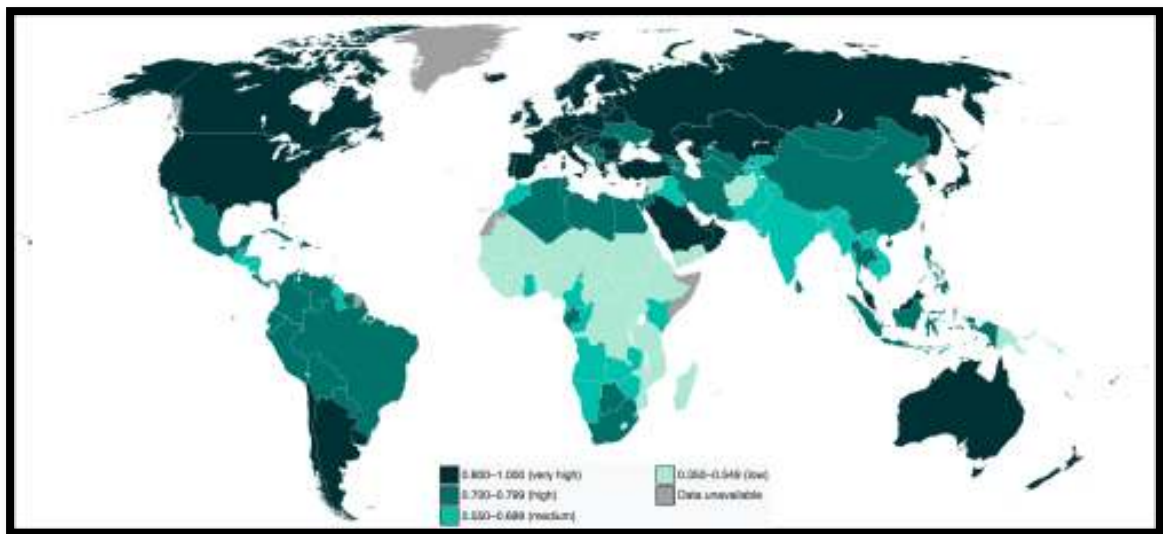 0.800–1.000 (very high)
0.700–0.799 (high)
0.550–0.699 (medium)
0.350–0.549 (low)
Data unavailable